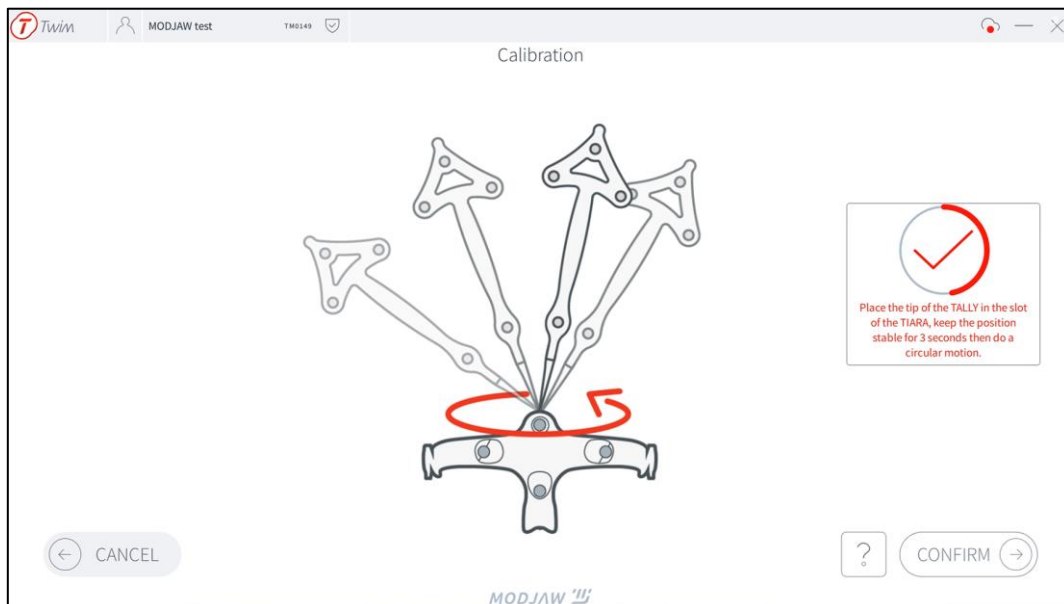 Twim
MODJAW test
TM0149
Calibration
Place the tip of the TALLY in the slot
of the TIARA, keep the position
stable for 3 seconds then do a
circular motion.
CANCEL
?
CONFIRM
MODJAW